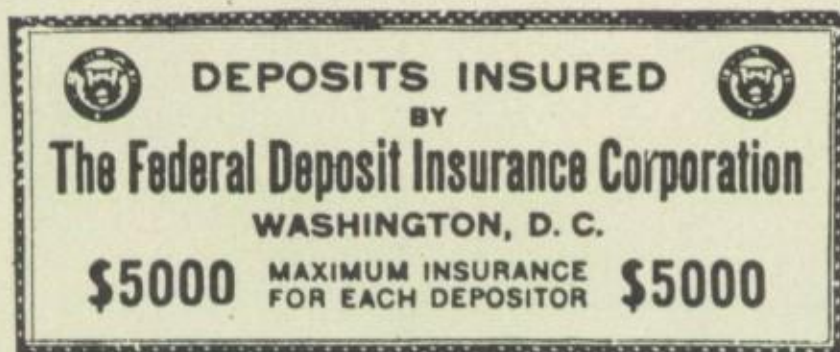 DEPOSITS INSURED
BY
The Federal Deposit Insurance Corporation
WASHINGTON, D. C.
$5000 MAXIMUM INSURANCE FOR EACH DEPOSITOR $5000